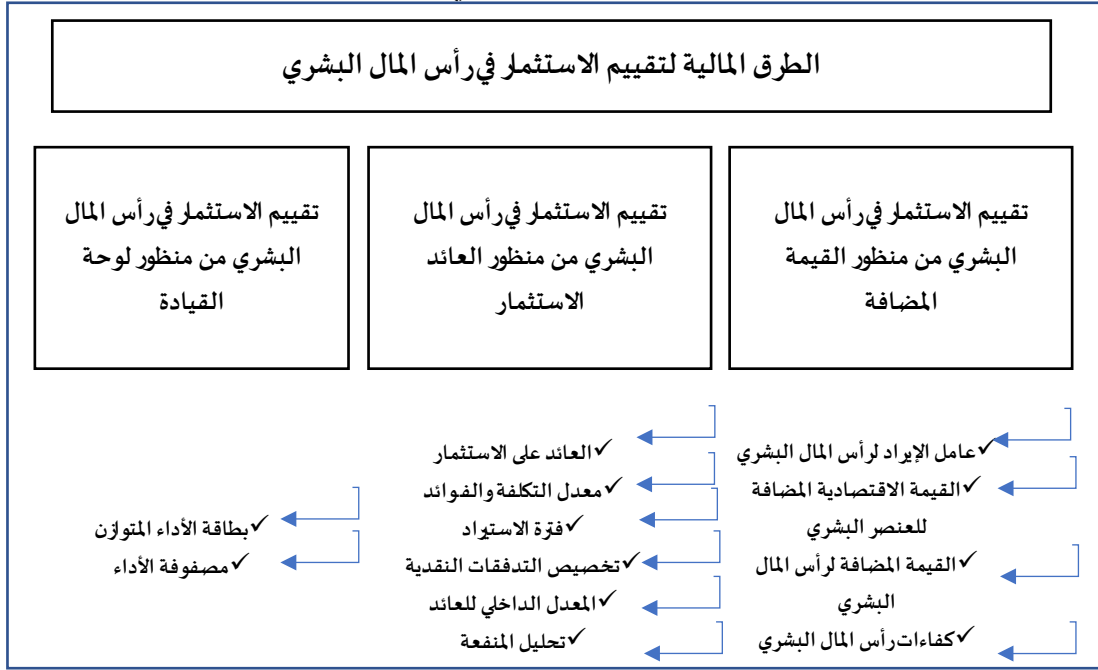 الطرق المالية لتقييم الاستثمار في رأس المال البشري
تقييم الاستثمار في رأس المال
البشري من منظور القيمة
المضافة
تقييم الاستثمار في رأس المال
البشري من منظور العائد
الاستثمار
تقييم الاستثمار في رأس المال
البشري من منظور لوحة
القيادة
✓عامل الإيراد لرأس المال البشري
✓القيمة الاقتصادية المضافة
للعنصر البشري
✓القيمة المضافة لرأس المال
البشري
✓كفاءات رأس المال البشري
✓العائد على الاستثمار
✓معدل التكلفة والفوائد
✓فترة الاستيراد
✓تخصيص التدفقات النقدية
✓المعدل الداخلي للعائد
✓تحليل المنفعة
✓بطاقة الأداء المتوازن
✓مصفوفة الأداء